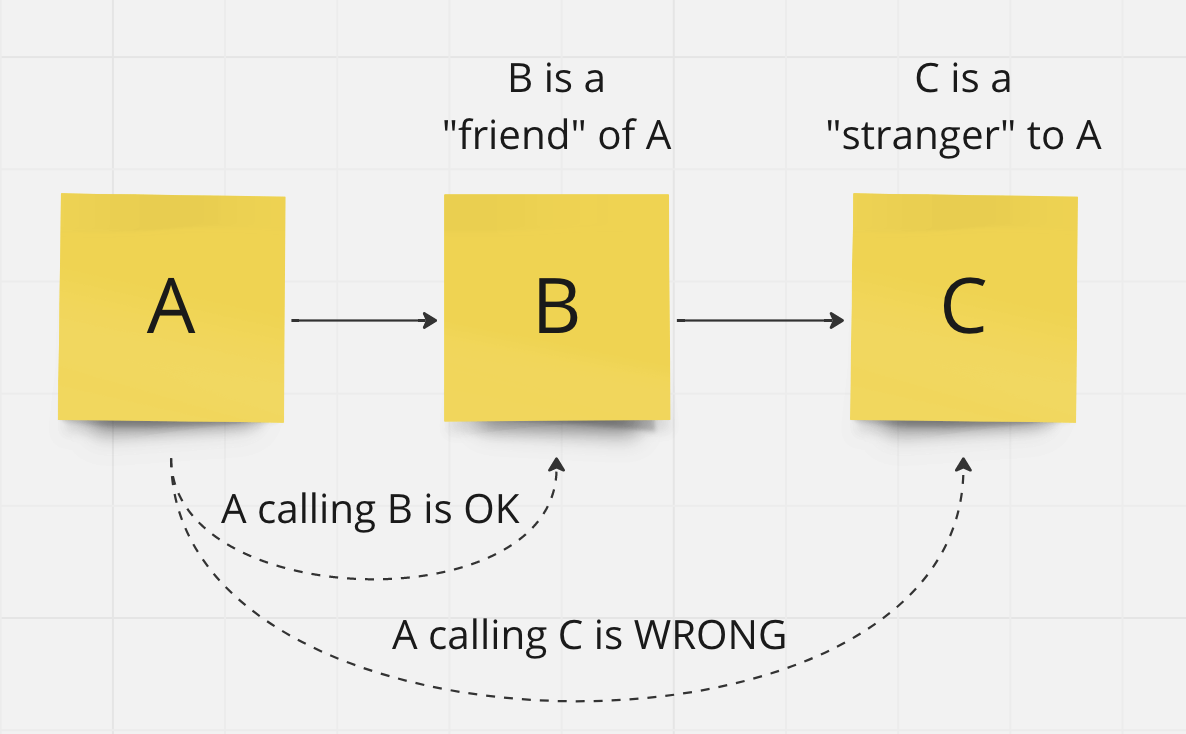 B is a
"friend" of A
C is a
"stranger" to A
A
B
C
A calling B is OK
A calling C is WRONG